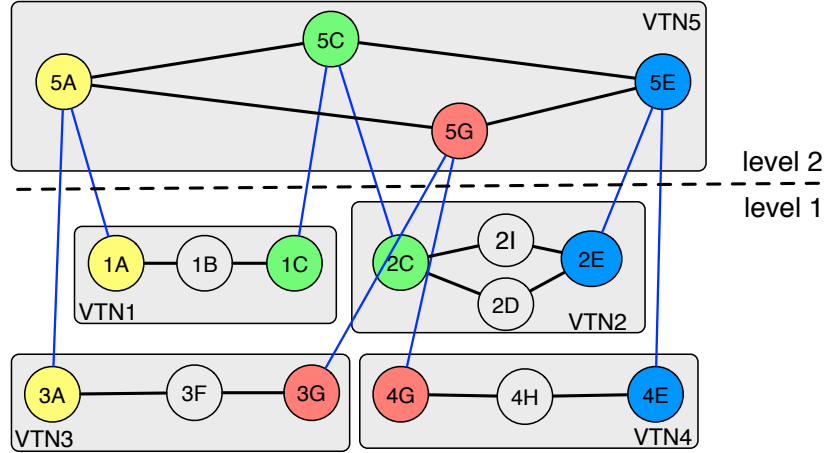 VTN5
5C
5A
5E
5G
level 2
level 1
1A
1B
1C
VTN1
2C
2I
2E
2D
VTN2
3A
3F
3G
VTN3
4G
4H
4E
VTN4